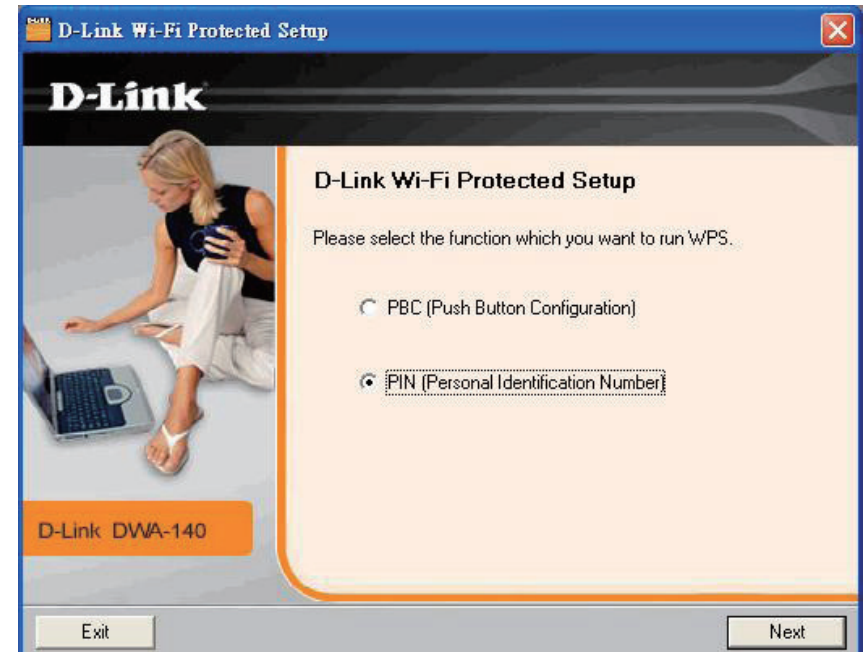 D-Link Wi-Fi Protected Setup
D-Link
D-Link Wi-Fi Protected Setup
Please select the function which you want to run WPS.
PBC (Push Button Configuration)
PIN (Personal Identification Number)
D-Link DWA-140
Exit
Next